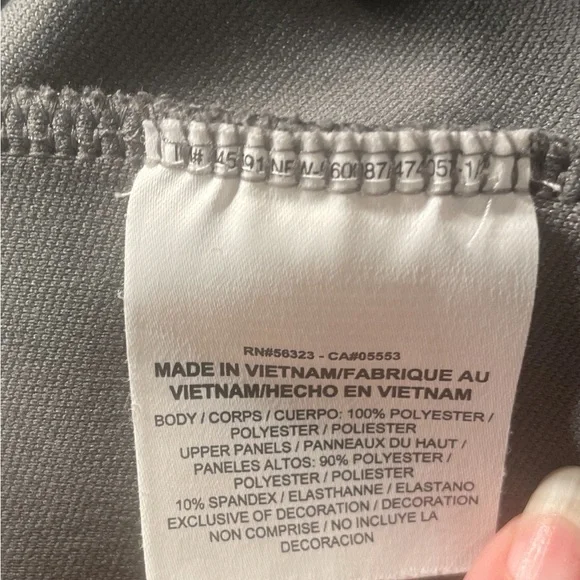 RN#56323 - CA#05553
MADE IN VIETNAM/FABRIQUE AU
VIETNAM/HECHO EN VIETNAM
BODY / CORPS / CUERPO: 100% POLYESTER /
POLYESTER / POLIESTER
UPPER PANELS / PANNEAUX DU HAUT /
PANELES ALTOS: 90% POLYESTER /
POLYESTER / POLIESTER
10% SPANDEX / ELASTHANNE / ELASTANO
EXCLUSIVE OF DECORATION / DECORATION
NON COMPRISE / NO INCLUYE LA
DECORACION